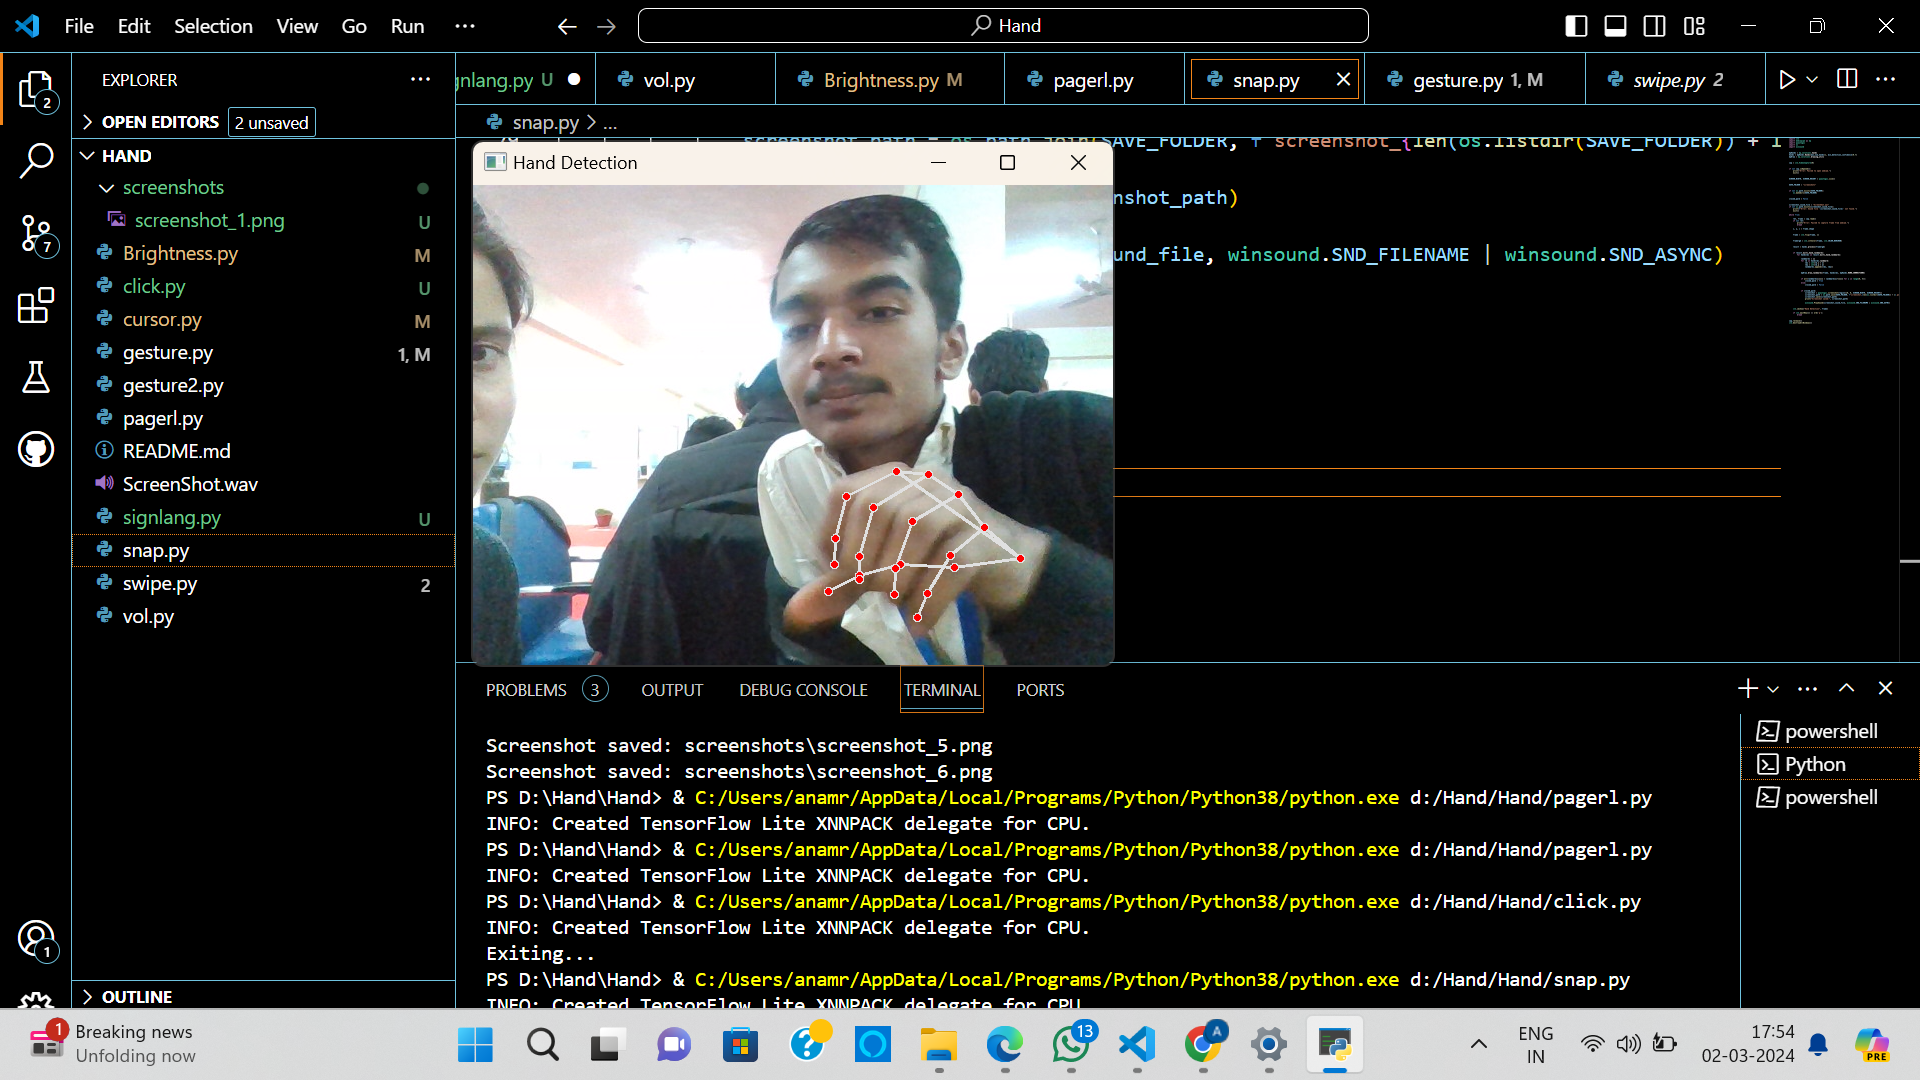 File Edit Selection View Go Run ...
Hand
EXPLORER ...
2
gnlang.py U vol.py Brightness.py M pagerl.py snap.py gesture.py 1, M swipe.py 2
OPEN EDITORS 2 unsaved
snap.py > ...
HAND
screenshot_path = os.path.join(SAVE_FOLDER, f"screenshot_{len(os.listdir(SAVE_FOLDER)) + 1
Hand Detection
screenshots
nshot_path)
screenshot_1.png U
7
Brightness.py M
und_file, winsound.SND_FILENAME | winsound.SND_ASYNC)
click.py U
cursor.py M
gesture.py 1, M
gesture2.py
pagerl.py
README.md
ScreenShot.wav
signlang.py U
snap.py
swipe.py 2
vol.py
PROBLEMS 3 OUTPUT DEBUG CONSOLE TERMINAL PORTS
Screenshot saved: screenshots\screenshot_5.png
Screenshot saved: screenshots\screenshot_6.png
PS D:\Hand\Hand> & C:/Users/anamr/AppData/Local/Programs/Python/Python38/python.exe d:/Hand/Hand/pagerl.py
INFO: Created TensorFlow Lite XNNPACK delegate for CPU.
PS D:\Hand\Hand> & C:/Users/anamr/AppData/Local/Programs/Python/Python38/python.exe d:/Hand/Hand/pagerl.py
INFO: Created TensorFlow Lite XNNPACK delegate for CPU.
PS D:\Hand\Hand> & C:/Users/anamr/AppData/Local/Programs/Python/Python38/python.exe d:/Hand/Hand/click.py
INFO: Created TensorFlow Lite XNNPACK delegate for CPU.
Exiting...
PS D:\Hand\Hand> & C:/Users/anamr/AppData/Local/Programs/Python/Python38/python.exe d:/Hand/Hand/snap.py
INFO: Created TensorFlow Lite XNNPACK delegate for CPU.
powershell
Python
powershell
1
OUTLINE
1
Breaking news
Unfolding now
13
A
ENG
IN
17:54
02-03-2024
PRE